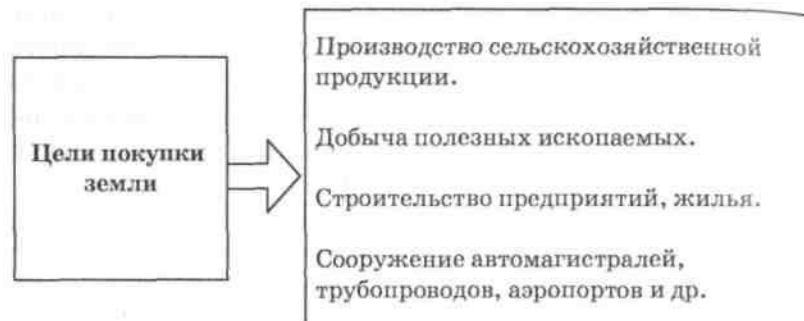 Цели покупки
земли
Производство сельскохозяйственной
продукции.
Добыча полезных ископаемых.
Строительство предприятий, жилья.
Сооружение автомагистралей,
трубопроводов, аэропортов и др.